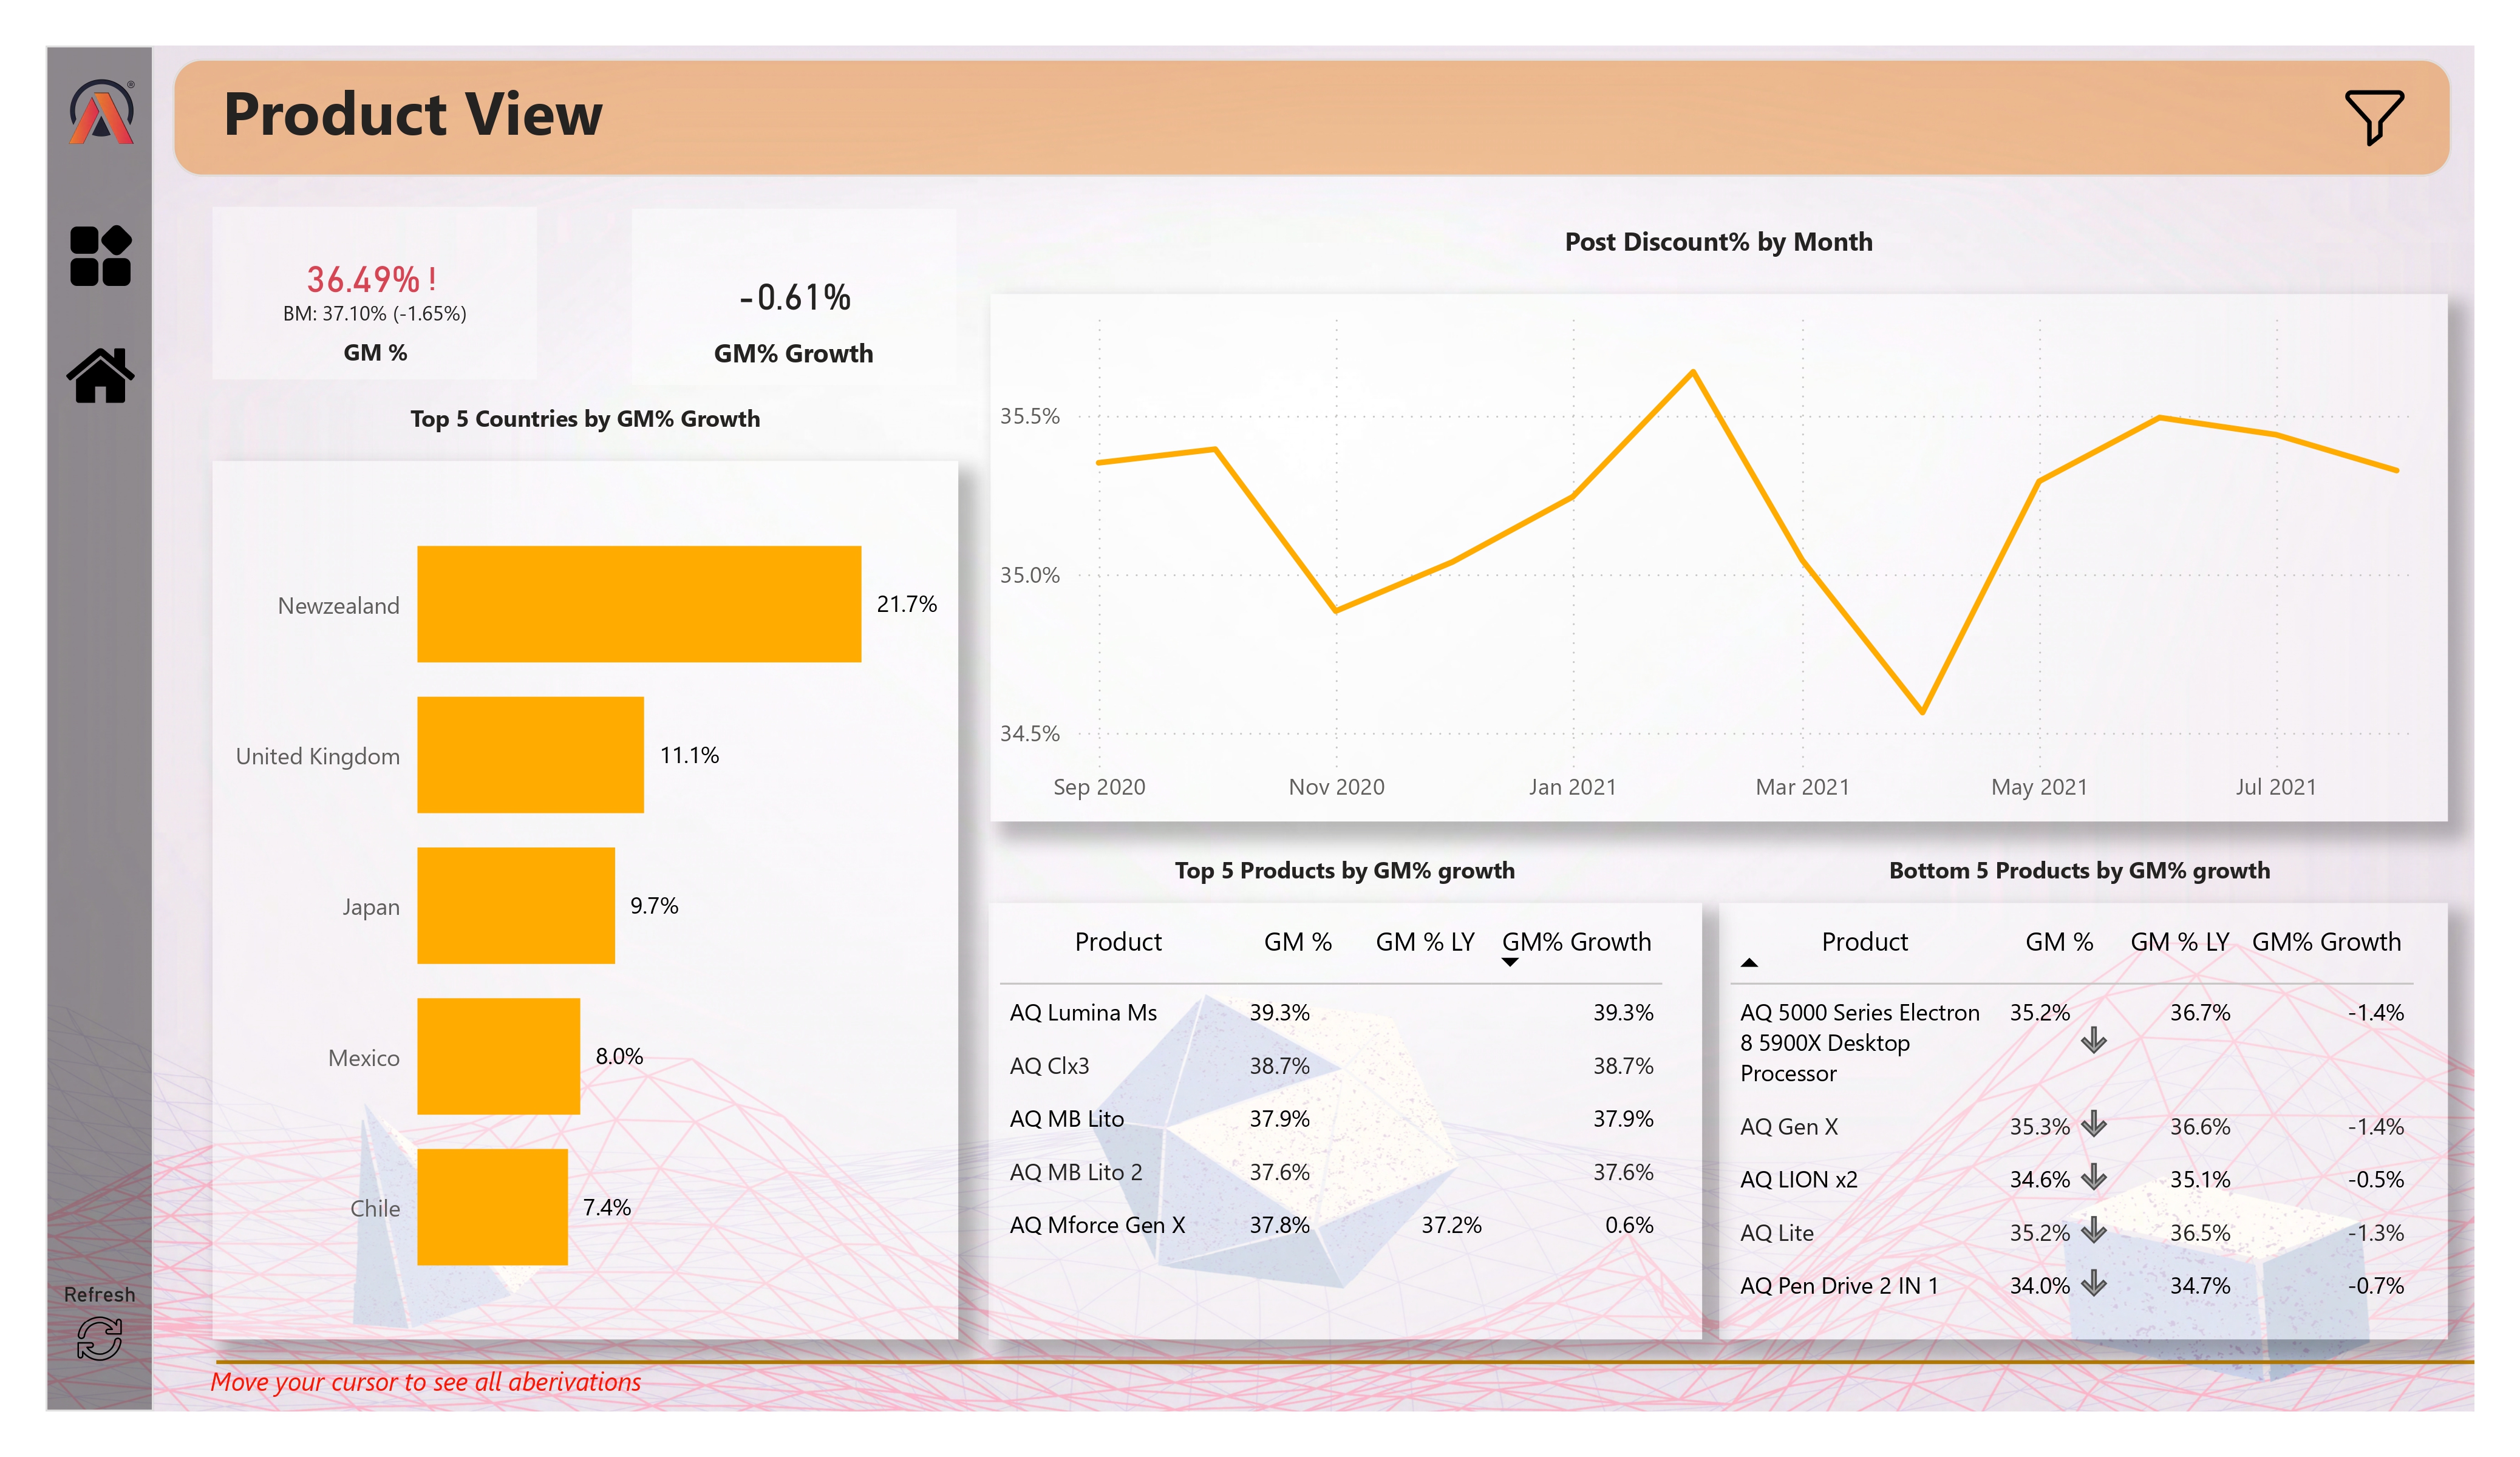 ®
Product View
36.49% !
BM: 37.10% (-1.65%)
GM %
-0.61%
GM% Growth
Top 5 Countries by GM% Growth
Newzealand 21.7%
United Kingdom 11.1%
Japan 9.7%
Mexico 8.0%
Chile 7.4%
Post Discount% by Month
35.5%
35.0%
34.5%
Sep 2020 Nov 2020 Jan 2021 Mar 2021 May 2021 Jul 2021
Top 5 Products by GM% growth
Product GM % GM % LY GM% Growth
AQ Lumina Ms 39.3% 39.3%
AQ Clx3 38.7% 38.7%
AQ MB Lito 37.9% 37.9%
AQ MB Lito 2 37.6% 37.6%
AQ Mforce Gen X 37.8% 37.2% 0.6%
Bottom 5 Products by GM% growth
Product GM % GM % LY GM% Growth
AQ 5000 Series Electron 35.2% 36.7% -1.4%
8 5900X Desktop
Processor
AQ Gen X 35.3% 36.6% -1.4%
AQ LION x2 34.6% 35.1% -0.5%
AQ Lite 35.2% 36.5% -1.3%
AQ Pen Drive 2 IN 1 34.0% 34.7% -0.7%
Refresh
Move your cursor to see all aberivations